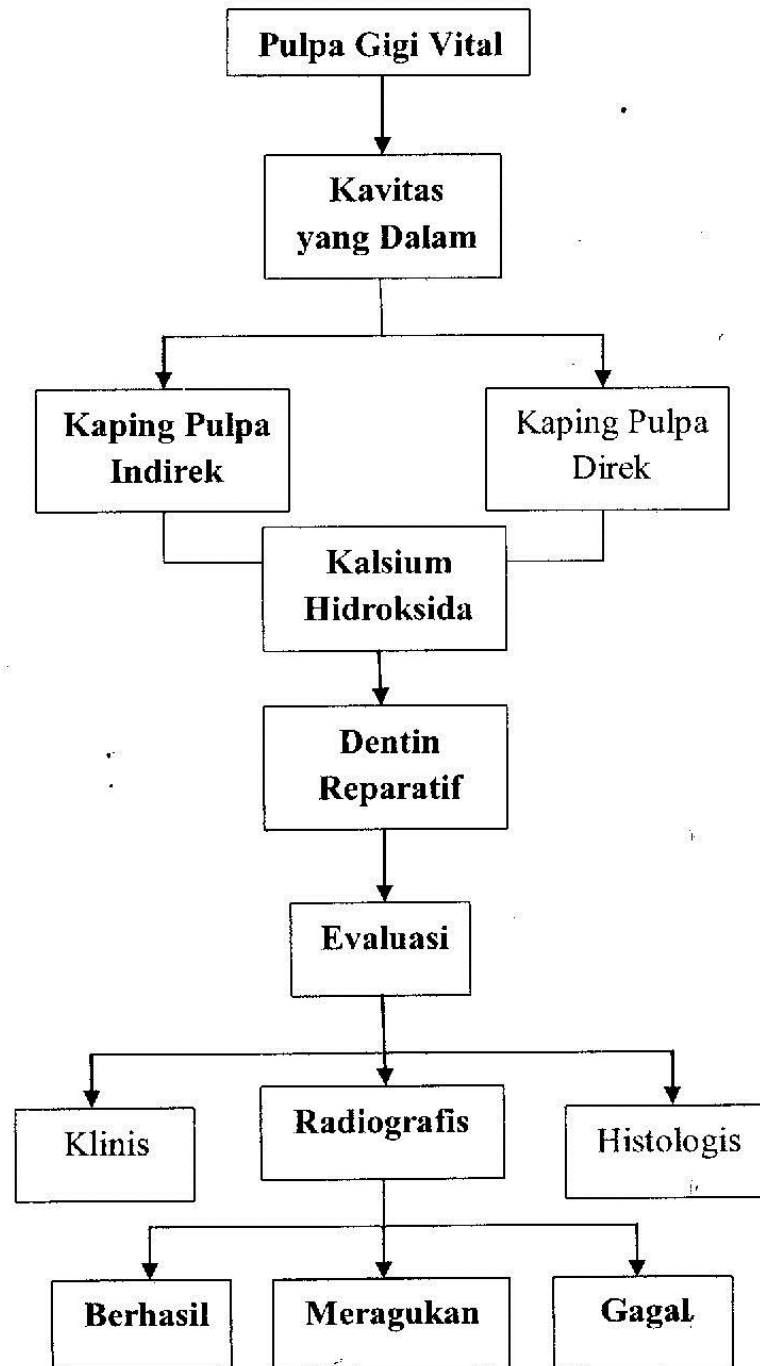 Pulpa Gigi Vital
Kavitas
yang Dalam
Kaping Pulpa
Indirek
Kaping Pulpa
Direk
Kalsium
Hidroksida
Dentin
Reparatif
Evaluasi
Klinis
Radiografis
Histologis
Berhasil
Meragukan
Gagal